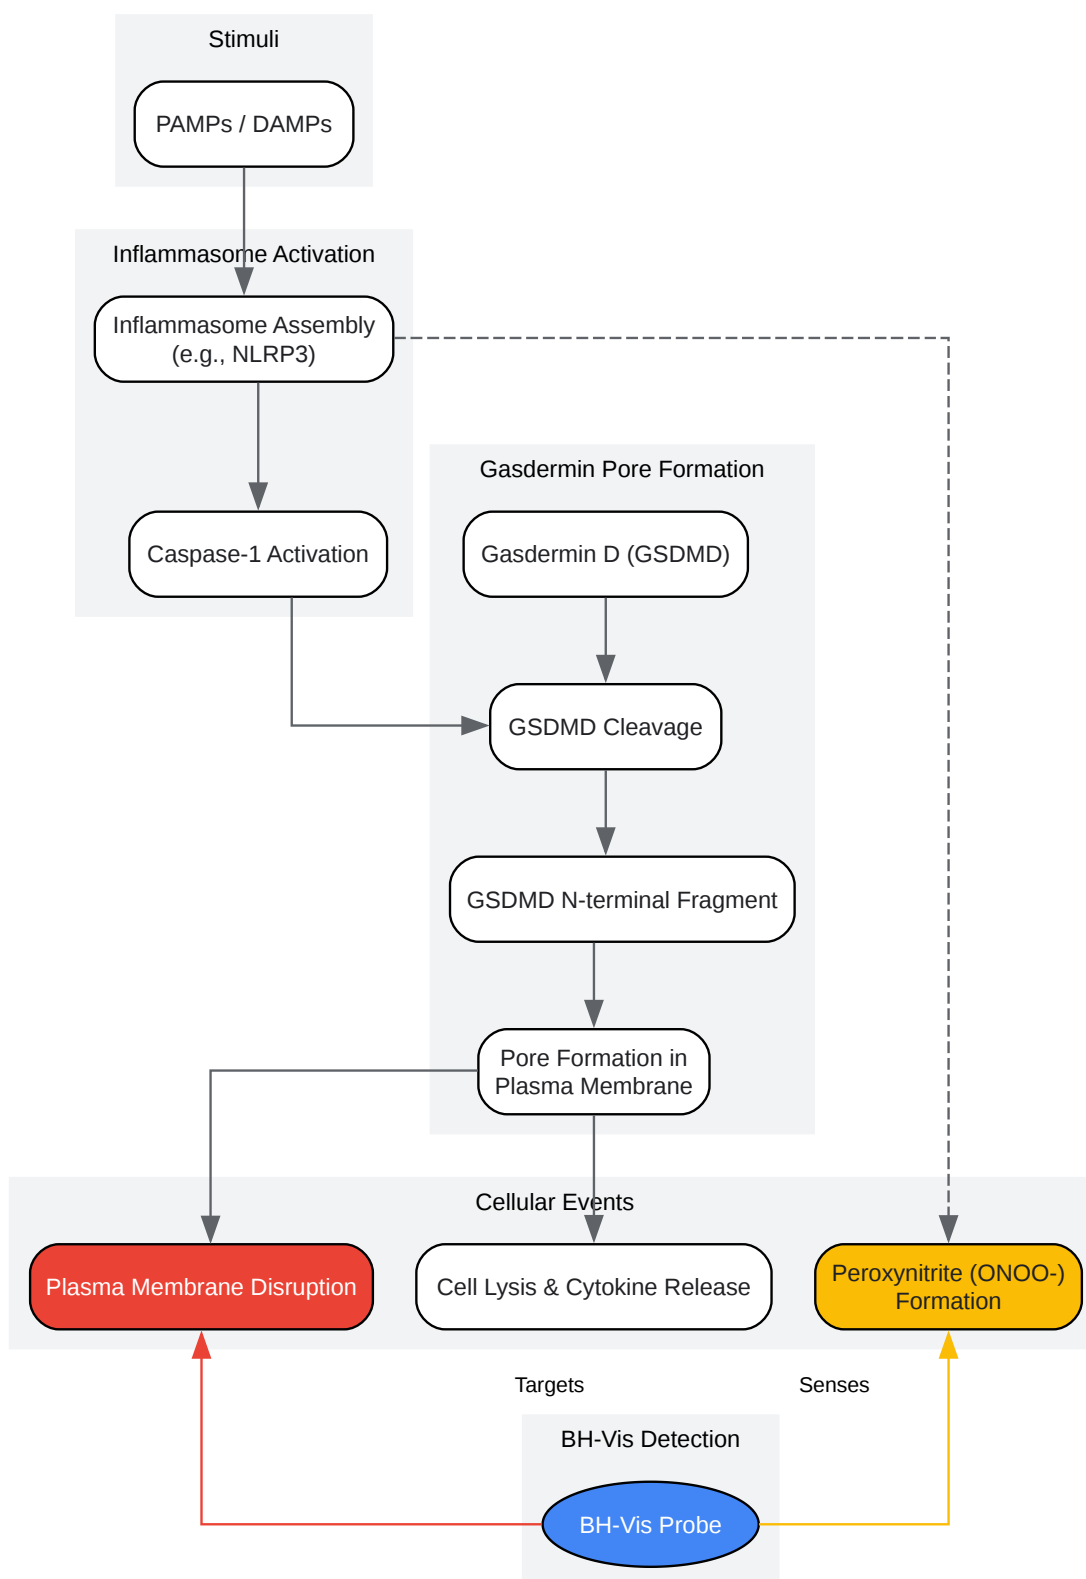 Stimuli
PAMPs / DAMPs
Inflammasome Activation
Inflammasome Assembly
(e.g., NLRP3)
Caspase-1 Activation
Gasdermin Pore Formation
Gasdermin D (GSDMD)
GSDMD Cleavage
GSDMD N-terminal Fragment
Pore Formation in
Plasma Membrane
Cellular Events
Plasma Membrane Disruption
Cell Lysis & Cytokine Release
Peroxynitrite (ONOO-)
Formation
Targets
Senses
BH-Vis Detection
BH-Vis Probe